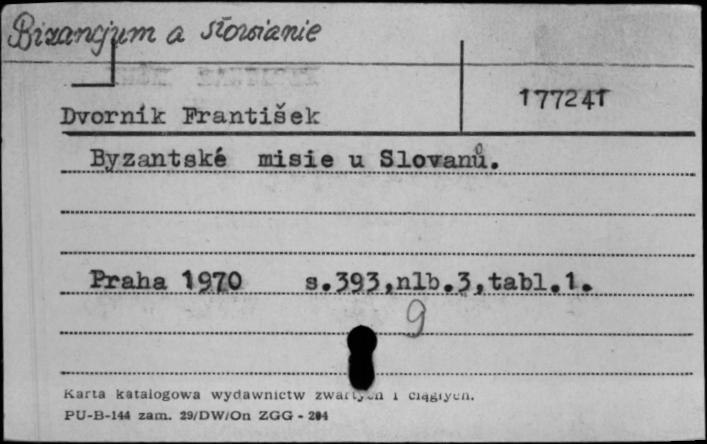 Bizancjum a słowianie
177241
Dvorník František
Byzantské misie u Slovanů.
Praha 1970 s.393,nlb.3,tabl.1.
9
Karta katalogowa wydawnictw zwartych i ciągłych.
PU-B-144 zam. 29/DW/On ZGG - 204